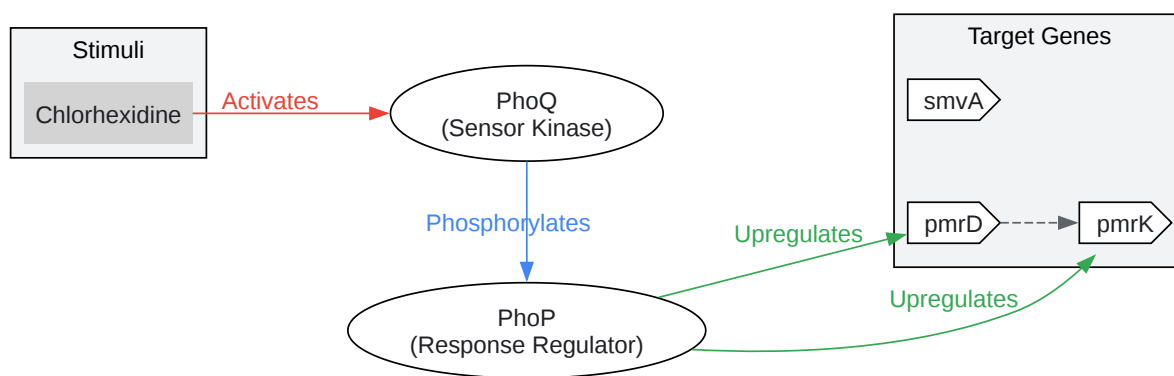 Stimuli
Chlorhexidine
Activates
PhoQ
(Sensor Kinase)
Phosphorylates
PhoP
(Response Regulator)
Upregulates
Upregulates
Target Genes
smvA
pmrD
pmrK